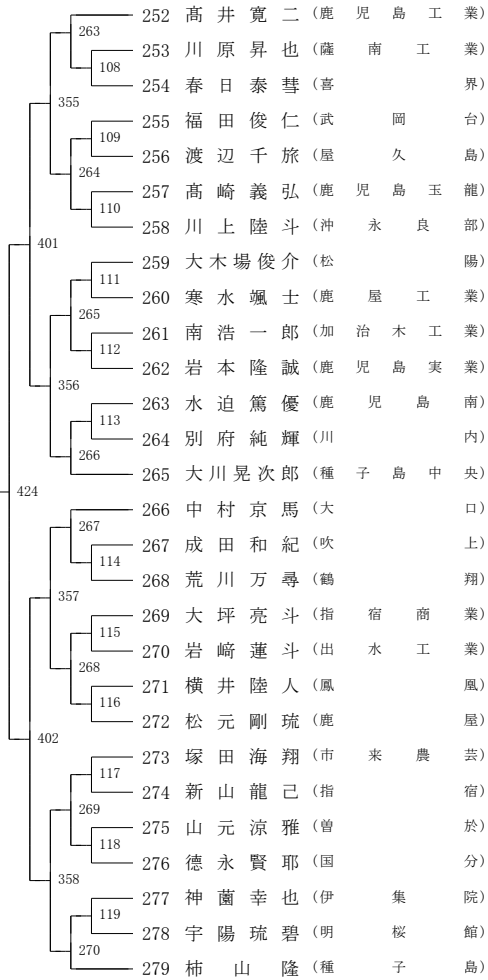 252 髙井寛二 (鹿児島工業)
263
253 川原昇也 (薩南工業)
108
254 春日泰彗 (喜界)
355
255 福田俊仁 (武岡台)
109
256 渡辺千旅 (屋久島)
264
257 髙崎義弘 (鹿児島玉龍)
110
258 川上陸斗 (沖永良部)
401
259 大木場俊介 (松陽)
111
260 寒水颯士 (鹿屋工業)
265
261 南浩一郎 (加治木工業)
112
262 岩本隆誠 (鹿児島実業)
356
263 水迫篤優 (鹿児島南)
113
264 別府純輝 (川内)
266
265 大川晃次郎 (種子島中央)
424
266 中村京馬 (大口)
267
267 成田和紀 (吹上)
114
268 荒川万尋 (鶴翔)
357
269 大坪亮斗 (指宿商業)
115
270 岩﨑蓮斗 (出水工業)
268
271 横井陸人 (鳳凰)
116
272 松元剛琉 (鹿屋)
402
273 塚田海翔 (市来農芸)
117
274 新山龍己 (指宿)
269
275 山元涼雅 (曽於)
118
276 德永賢耶 (国分)
358
277 神薗幸也 (伊集院)
119
278 宇陽琉碧 (明桜館)
270
279 柿山隆 (種子島)